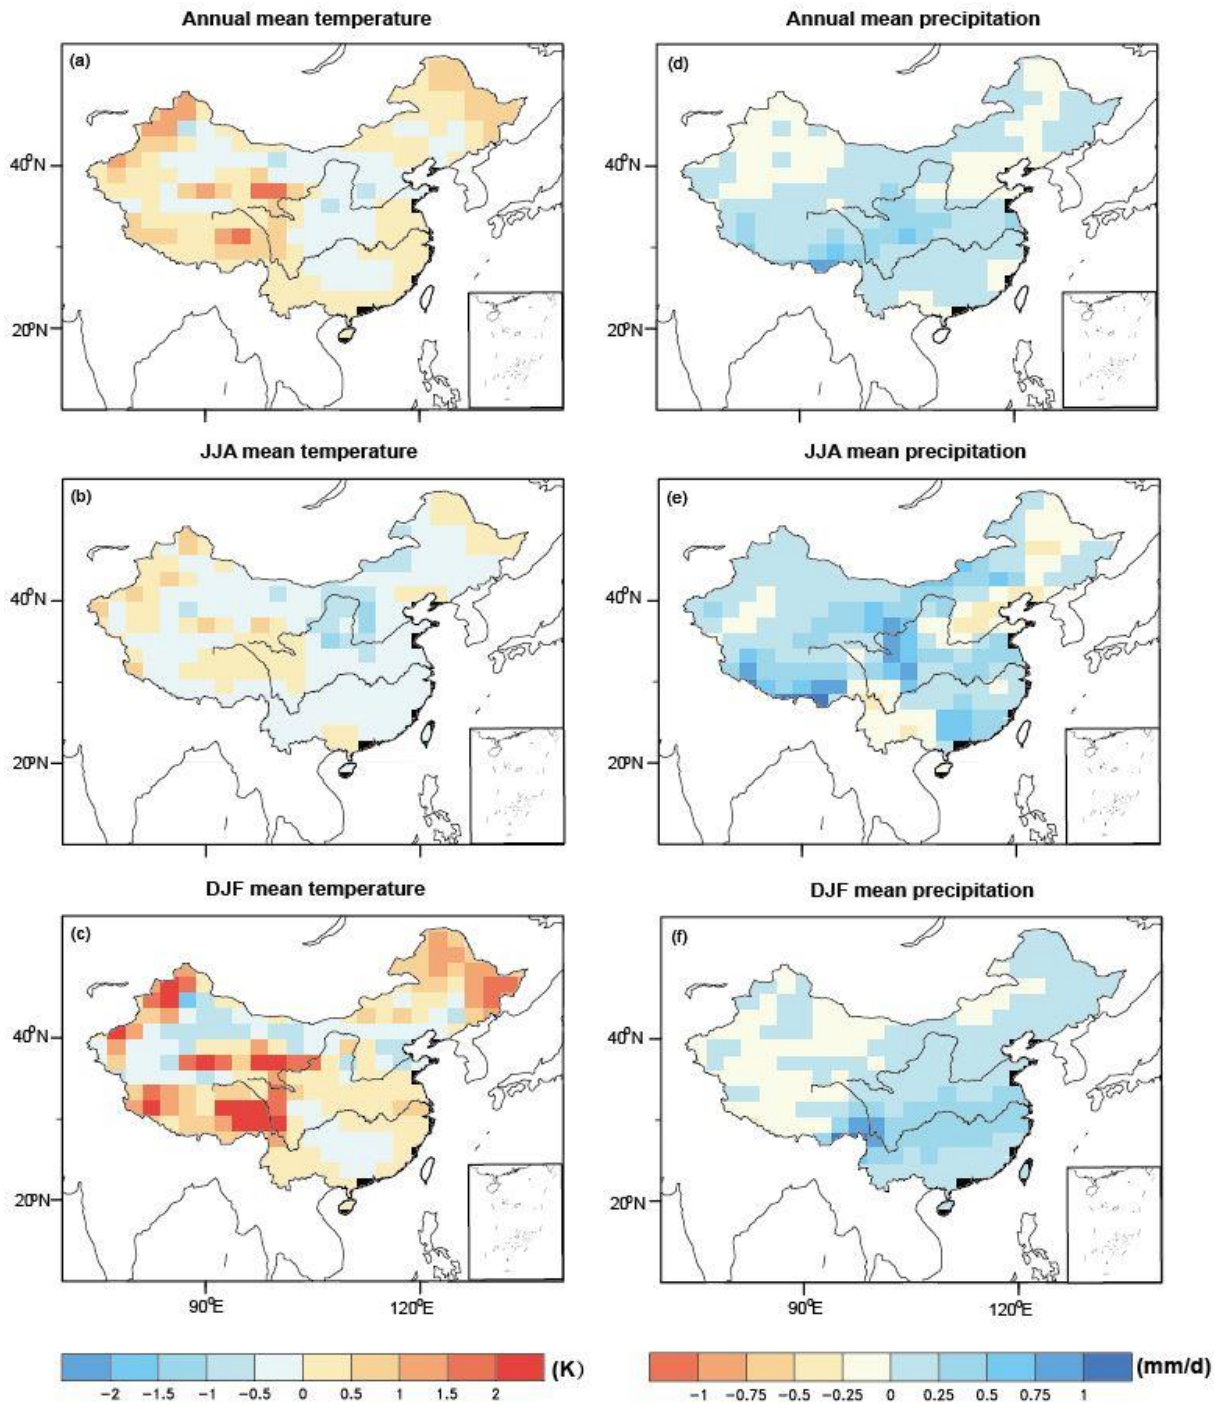 Annual mean temperature
Annual mean precipitation
(a)
(d)
40°N
40°N
20°N
20°N
JJA mean temperature
JJA mean precipitation
(b)
(e)
40°N
40°N
20°N
20°N
DJF mean temperature
DJF mean precipitation
(c)
(f)
40°N
40°N
20°N
20°N
90°E 120°E
90°E 120°E
(K)
(mm/d)
−2 −1.5 −1 −0.5 0 0.5 1 1.5 2
−1 −0.75 −0.5 −0.25 0 0.25 0.5 0.75 1